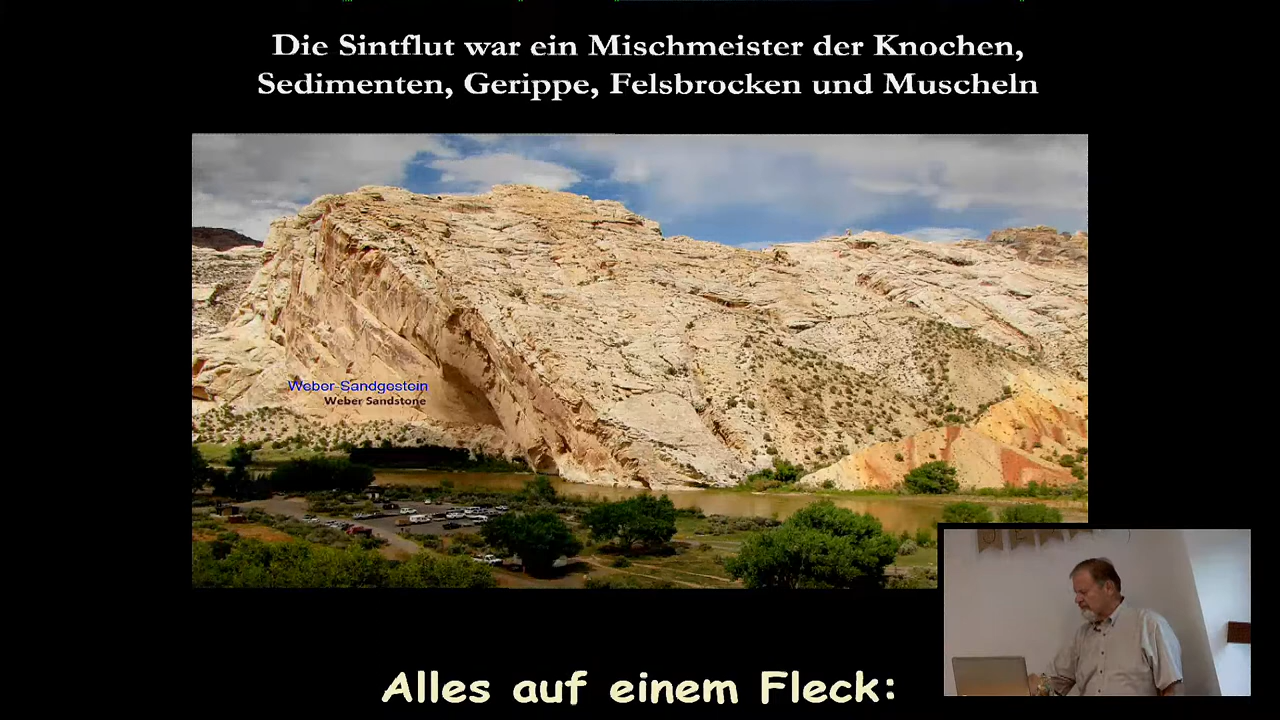 Die Sintflut war ein Mischmeister der Knochen,
Sedimenten, Gerippe, Felsbrocken und Muscheln
Weber-Sandgestein
Weber Sandstone
Alles auf einem Fleck: